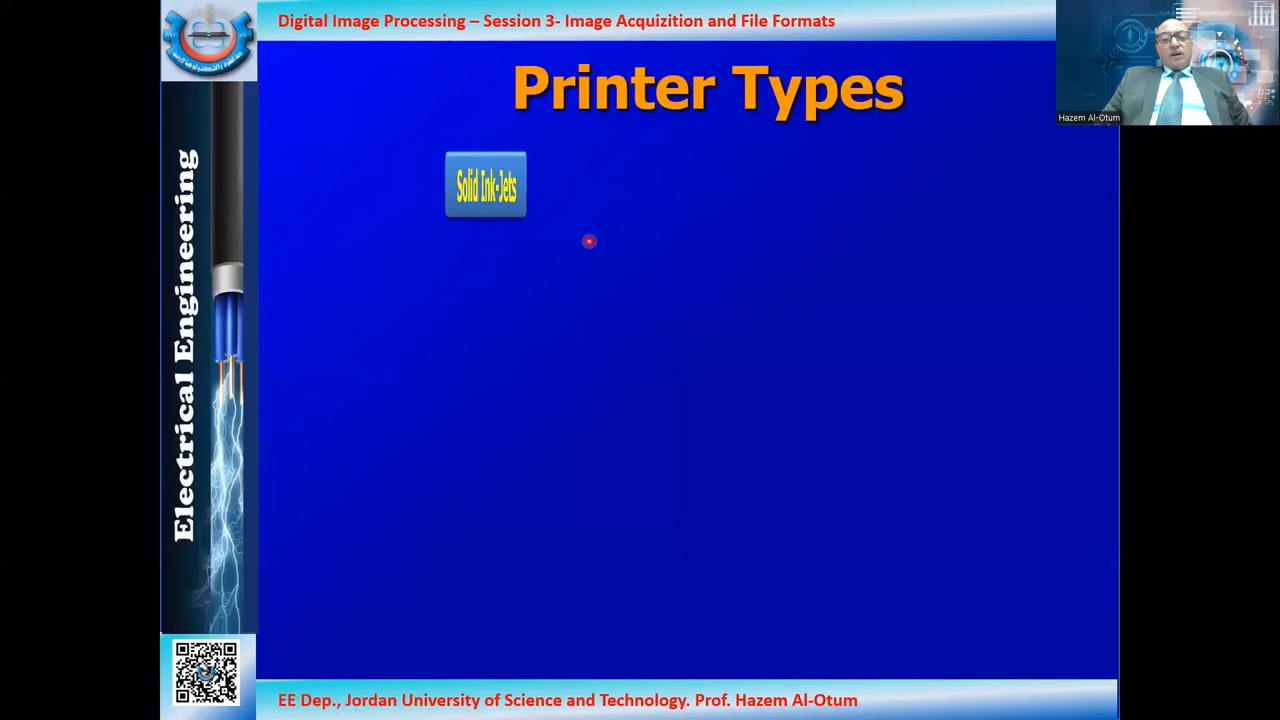 Digital Image Processing – Session 3- Image Acquizition and File Formats
Printer Types
Hazem Al-Otum
Solid Ink-Jets
Electrical Engineering
EE Dep., Jordan University of Science and Technology. Prof. Hazem Al-Otum